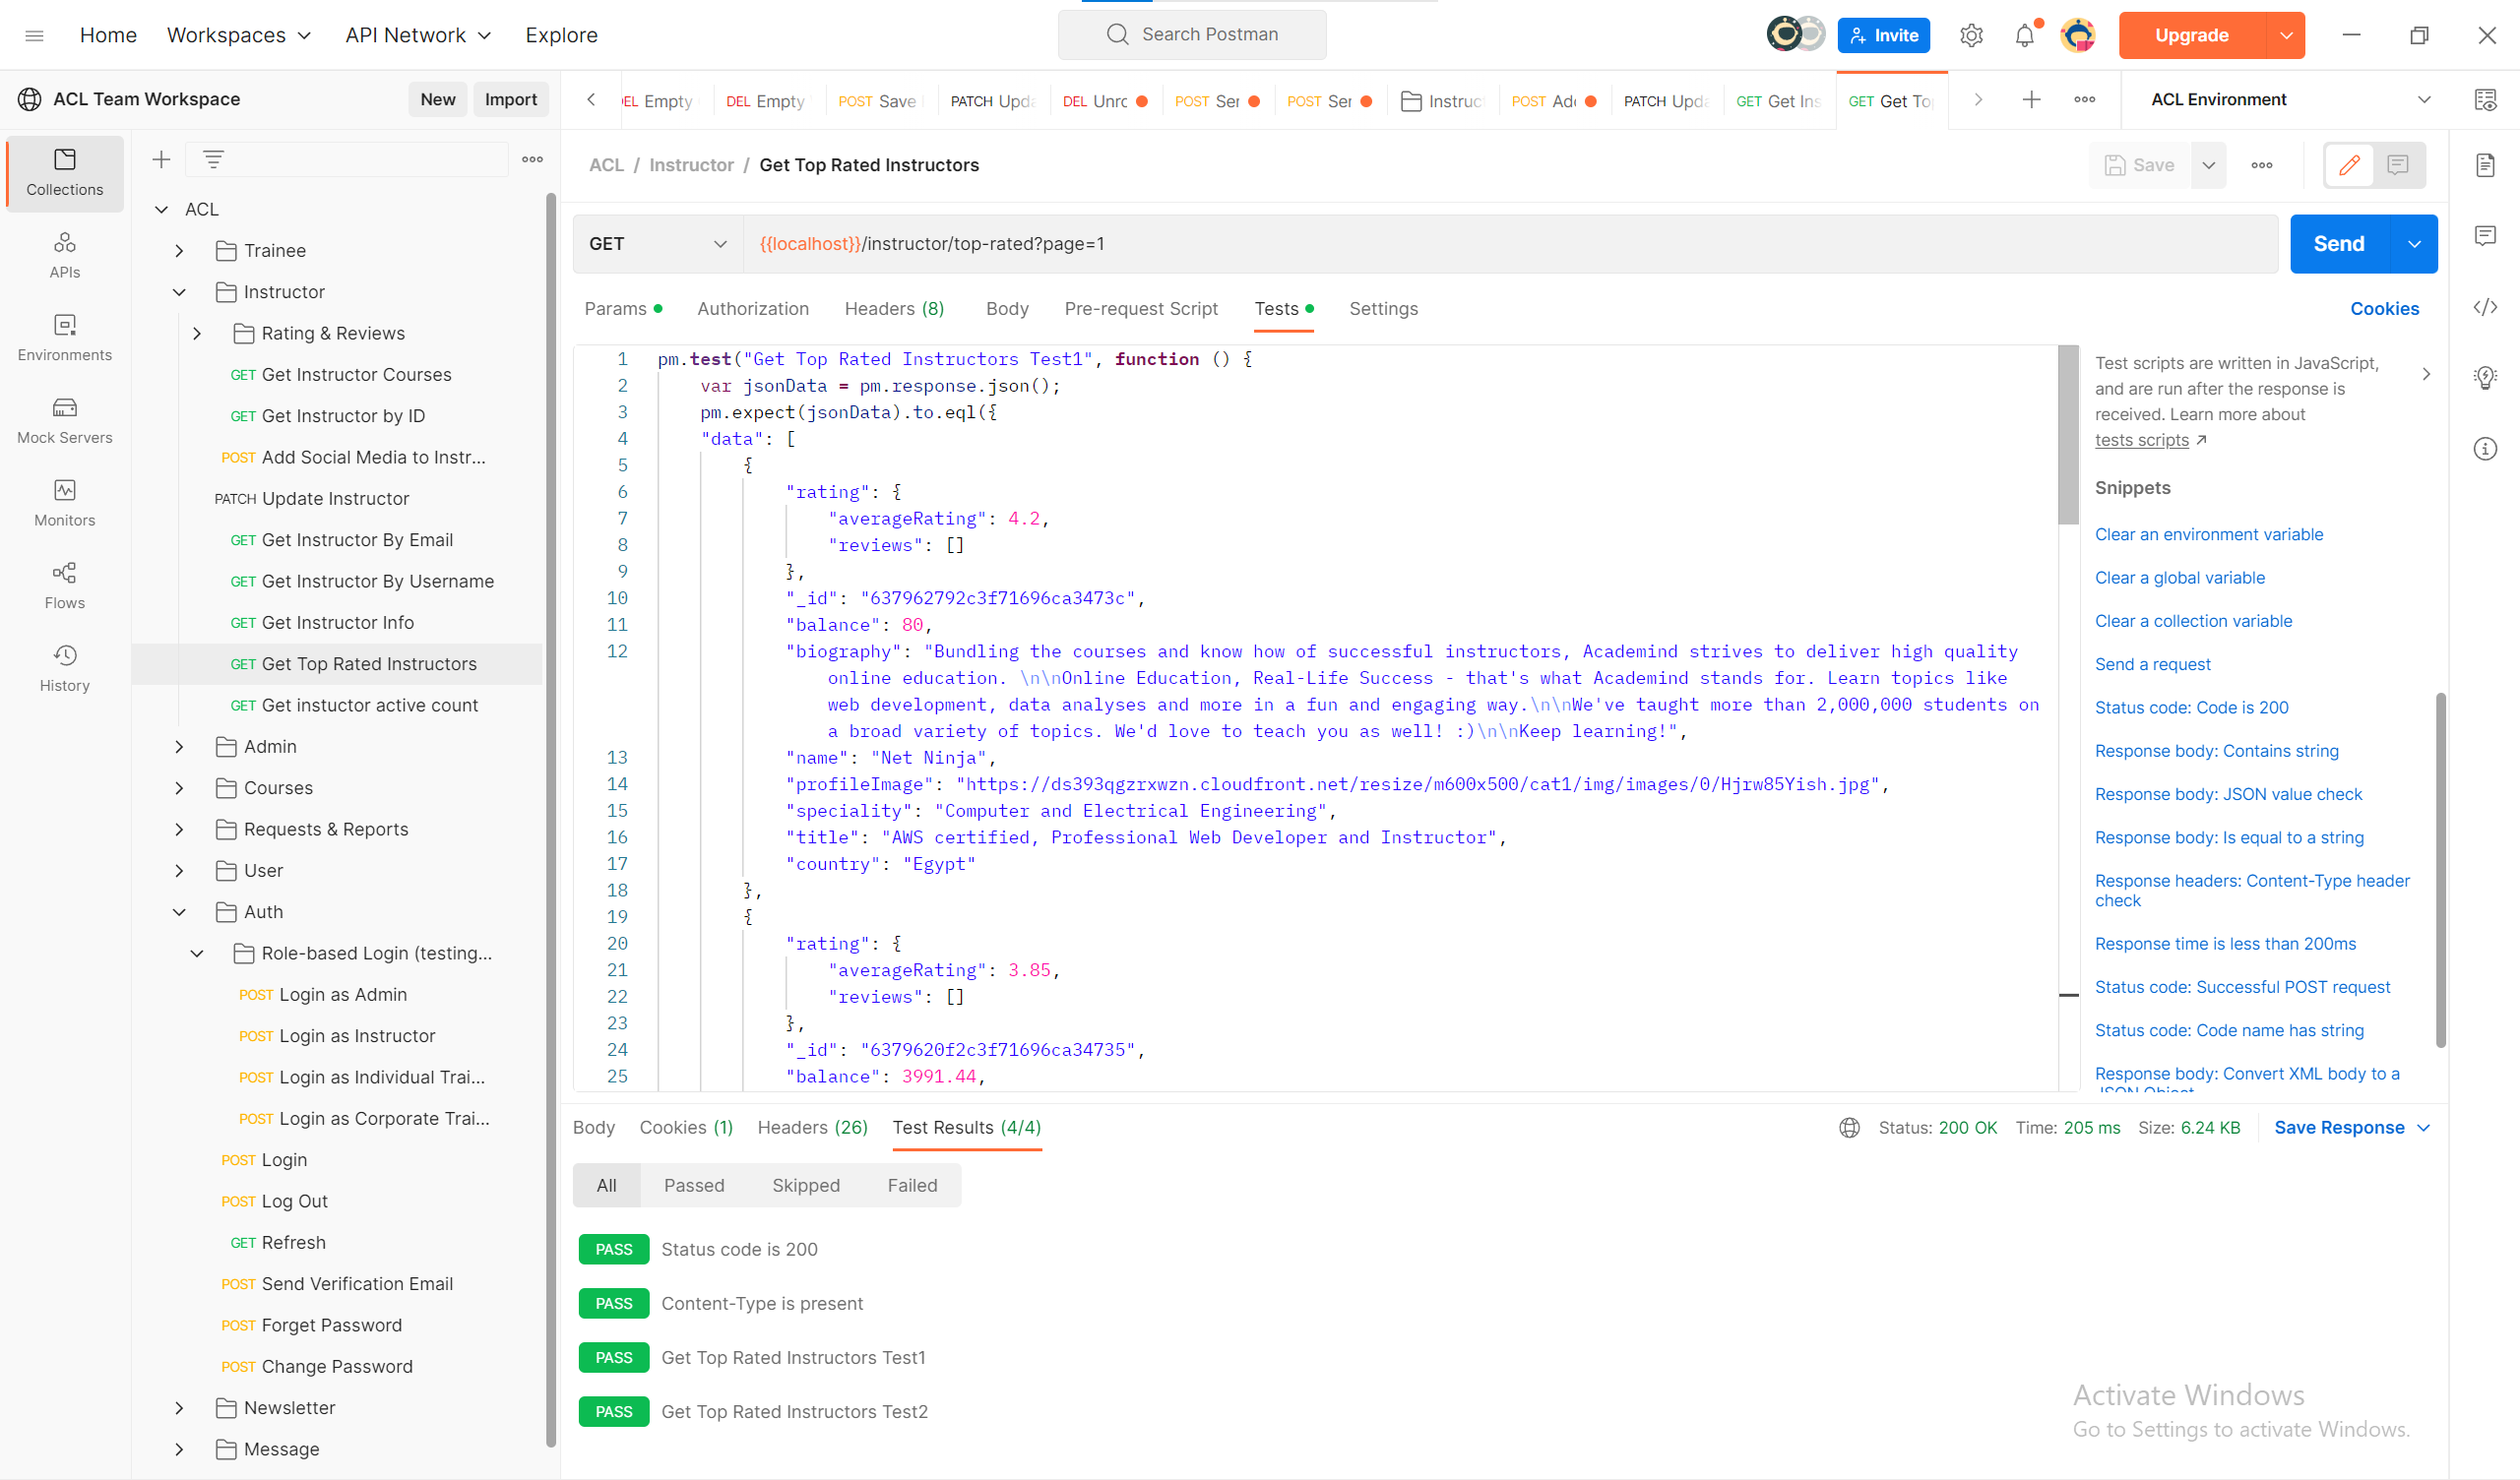 Home
Workspaces
API Network
Explore
Search Postman
Invite
Upgrade
ACL Team Workspace
New
Import
DEL Empty
DEL Empty
POST Save
PATCH Upda
DEL Unro
POST Ser
POST Ser
Instruc
POST Ad
PATCH Upda
GET Get Ins
GET Get To
ACL Environment
Collections
APIs
Environments
Mock Servers
Monitors
Flows
History
ACL
Trainee
Instructor
Rating & Reviews
GET Get Instructor Courses
GET Get Instructor by ID
POST Add Social Media to Instr...
PATCH Update Instructor
GET Get Instructor By Email
GET Get Instructor By Username
GET Get Instructor Info
GET Get Top Rated Instructors
GET Get instuctor active count
Admin
Courses
Requests & Reports
User
Auth
Role-based Login (testing...
POST Login as Admin
POST Login as Instructor
POST Login as Individual Trai...
POST Login as Corporate Trai...
POST Login
POST Log Out
GET Refresh
POST Send Verification Email
POST Forget Password
POST Change Password
Newsletter
Message
ACL / Instructor / Get Top Rated Instructors
Save
GET
{{localhost}}/instructor/top-rated?page=1
Send
Params
Authorization
Headers (8)
Body
Pre-request Script
Tests
Settings
Cookies
1 pm.test("Get Top Rated Instructors Test1", function () {
2 var jsonData = pm.response.json();
3 pm.expect(jsonData).to.eql({
4 "data": [
5 {
6 "rating": {
7 "averageRating": 4.2,
8 "reviews": []
9 },
10 "_id": "637962792c3f71696ca3473c",
11 "balance": 80,
12 "biography": "Bundling the courses and know how of successful instructors, Academind strives to deliver high quality
online education. \n\nOnline Education, Real-Life Success - that's what Academind stands for. Learn topics like
web development, data analyses and more in a fun and engaging way.\n\nWe've taught more than 2,000,000 students on
a broad variety of topics. We'd love to teach you as well! :)\n\nKeep learning!",
13 "name": "Net Ninja",
14 "profileImage": "https://ds393qgzrxwzn.cloudfront.net/resize/m600x500/cat1/img/images/0/Hjrw85Yish.jpg",
15 "speciality": "Computer and Electrical Engineering",
16 "title": "AWS certified, Professional Web Developer and Instructor",
17 "country": "Egypt"
18 },
19 {
20 "rating": {
21 "averageRating": 3.85,
22 "reviews": []
23 },
24 "_id": "6379620f2c3f71696ca34735",
25 "balance": 3991.44,
Test scripts are written in JavaScript,
and are run after the response is
received. Learn more about
tests scripts
Snippets
Clear an environment variable
Clear a global variable
Clear a collection variable
Send a request
Status code: Code is 200
Response body: Contains string
Response body: JSON value check
Response body: Is equal to a string
Response headers: Content-Type header
check
Response time is less than 200ms
Status code: Successful POST request
Status code: Code name has string
Response body: Convert XML body to a
JSON Object
Body
Cookies (1)
Headers (26)
Test Results (4/4)
Status: 200 OK
Time: 205 ms
Size: 6.24 KB
Save Response
All
Passed
Skipped
Failed
PASS Status code is 200
PASS Content-Type is present
PASS Get Top Rated Instructors Test1
PASS Get Top Rated Instructors Test2
Activate Windows
Go to Settings to activate Windows.